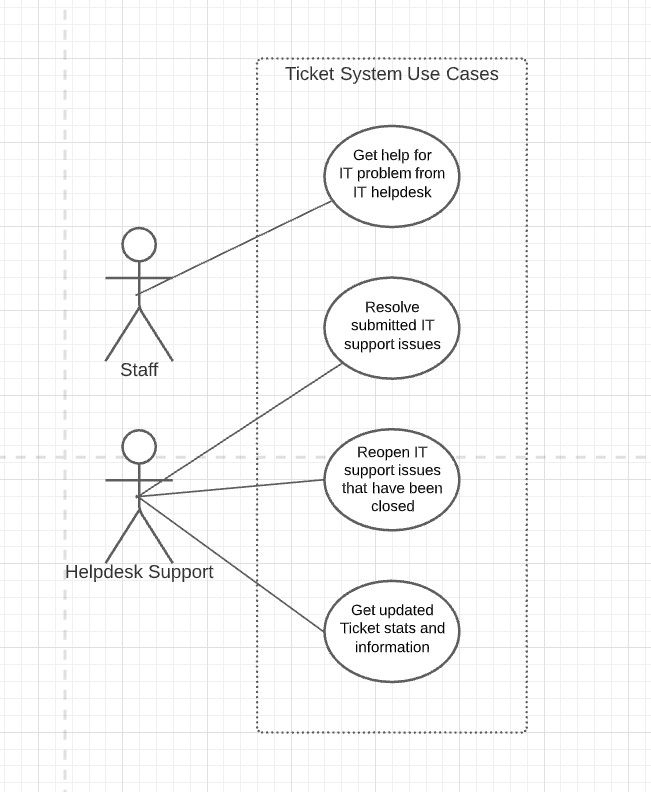 Ticket System Use Cases
Get help for
IT problem from
IT helpdesk
Staff
Resolve
submitted IT
support issues
Reopen IT
support issues
that have been
closed
Helpdesk Support
Get updated
Ticket stats and
information